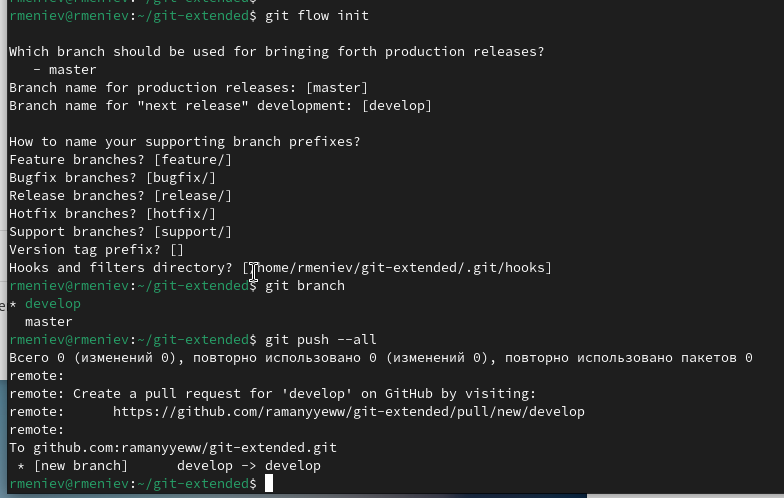 rmeniev@rmeniev:~/git-extended$ git flow init
Which branch should be used for bringing forth production releases?
- master
Branch name for production releases: [master]
Branch name for "next release" development: [develop]
How to name your supporting branch prefixes?
Feature branches? [feature/]
Bugfix branches? [bugfix/]
Release branches? [release/]
Hotfix branches? [hotfix/]
Support branches? [support/]
Version tag prefix? []
Hooks and filters directory? [/home/rmeniev/git-extended/.git/hooks]
rmeniev@rmeniev:~/git-extended$ git branch
* develop
master
rmeniev@rmeniev:~/git-extended$ git push --all
Всего 0 (изменений 0), повторно использовано 0 (изменений 0), повторно использовано пакетов 0
remote:
remote: Create a pull request for 'develop' on GitHub by visiting:
remote: https://github.com/ramanyyeww/git-extended/pull/new/develop
remote:
To github.com:ramanyyeww/git-extended.git
* [new branch] develop -> develop
rmeniev@rmeniev:~/git-extended$